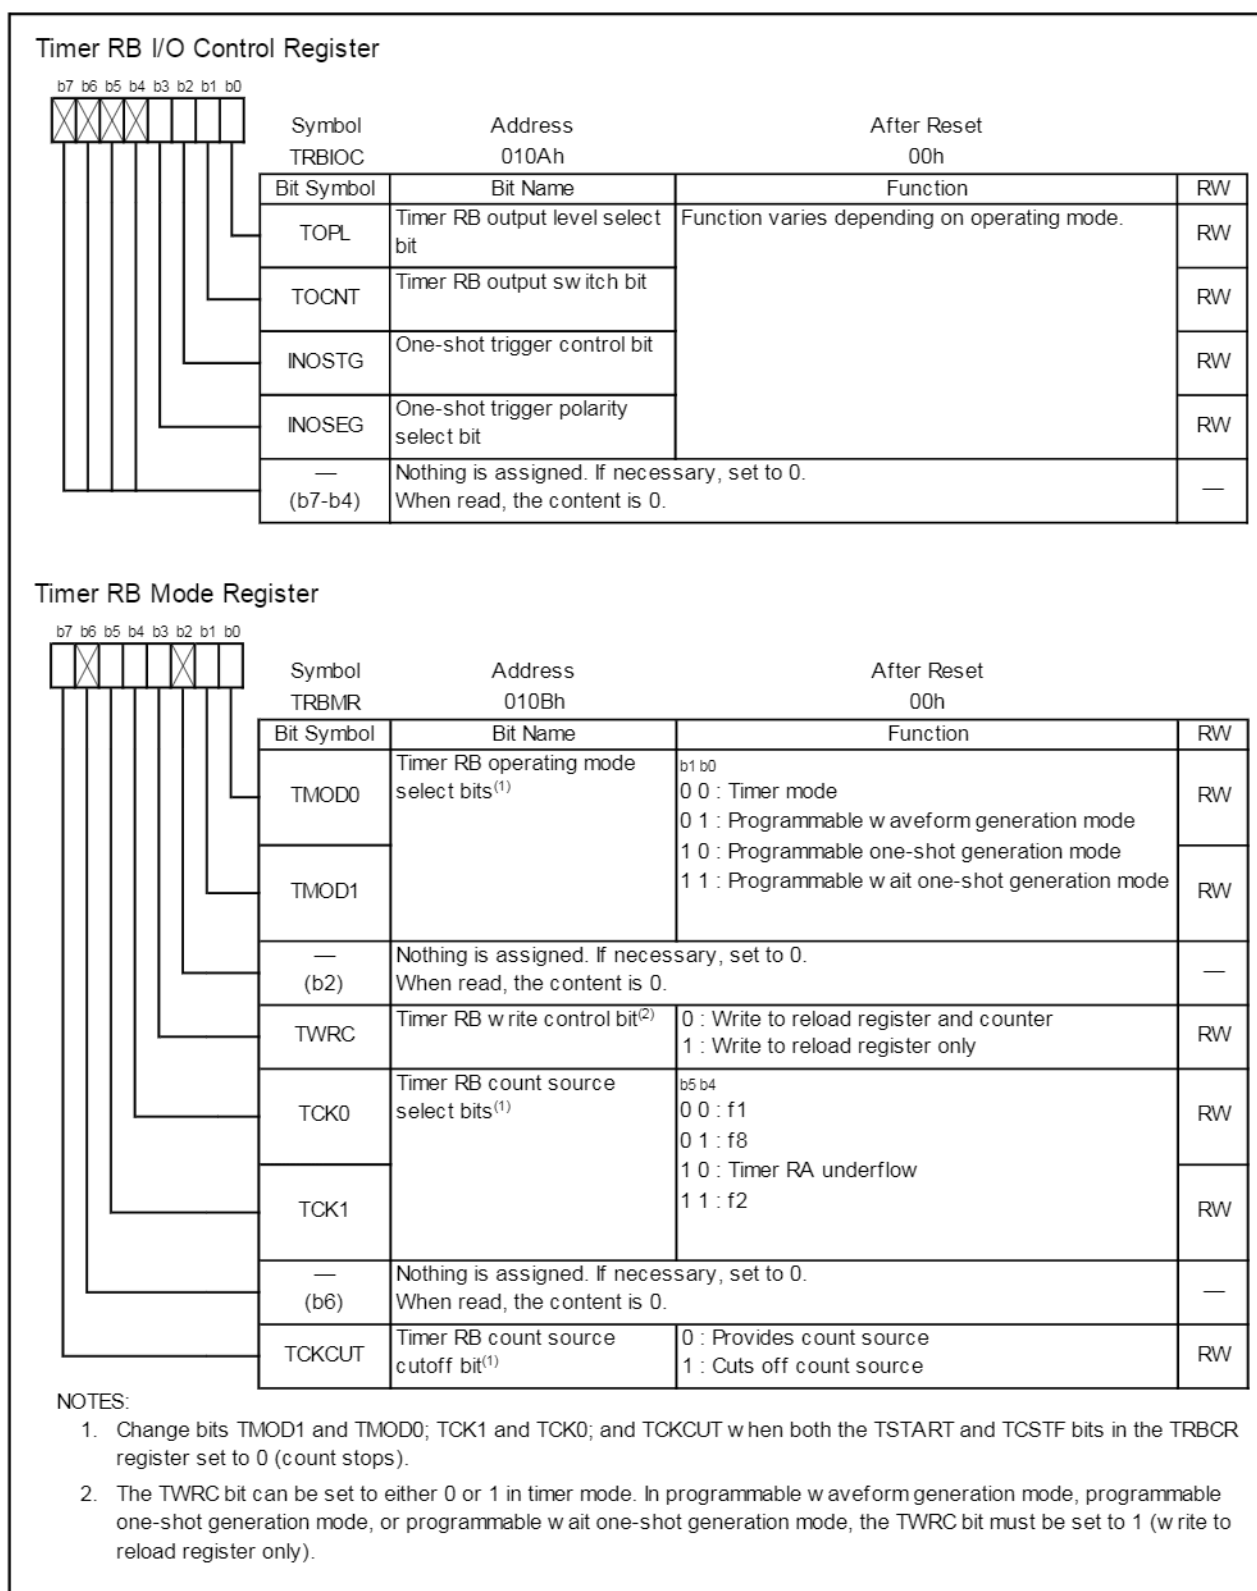 Timer RB I/O Control Register
b7 b6 b5 b4 b3 b2 b1 b0
Symbol Address After Reset
TRBIOC 010Ah 00h
Bit Symbol Bit Name Function RW
TOPL Timer RB output level select bit Function varies depending on operating mode. RW
TOCNT Timer RB output switch bit RW
INOSTG One-shot trigger control bit RW
INOSEG One-shot trigger polarity select bit RW
— (b7-b4) Nothing is assigned. If necessary, set to 0. —
When read, the content is 0.
Timer RB Mode Register
b7 b6 b5 b4 b3 b2 b1 b0
Symbol Address After Reset
TRBMR 010Bh 00h
Bit Symbol Bit Name Function RW
TMOD0 Timer RB operating mode select bits(1) b1 b0 RW
0 0 : Timer mode
0 1 : Programmable waveform generation mode
1 0 : Programmable one-shot generation mode
TMOD1 1 1 : Programmable wait one-shot generation mode RW
— (b2) Nothing is assigned. If necessary, set to 0. —
When read, the content is 0.
TWRC Timer RB write control bit(2) 0 : Write to reload register and counter RW
1 : Write to reload register only
TCK0 Timer RB count source select bits(1) b5 b4 RW
0 0 : f1
0 1 : f8
1 0 : Timer RA underflow
TCK1 1 1 : f2 RW
— (b6) Nothing is assigned. If necessary, set to 0. —
When read, the content is 0.
TCKCUT Timer RB count source cutoff bit(1) 0 : Provides count source RW
1 : Cuts off count source
NOTES:
1. Change bits TMOD1 and TMOD0; TCK1 and TCK0; and TCKCUT when both the TSTART and TCSTF bits in the TRBCR
register set to 0 (count stops).
2. The TWRC bit can be set to either 0 or 1 in timer mode. In programmable waveform generation mode, programmable
one-shot generation mode, or programmable wait one-shot generation mode, the TWRC bit must be set to 1 (write to
reload register only).